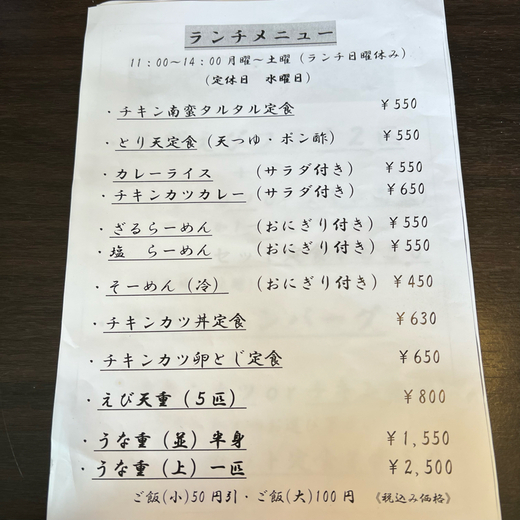 ランチメニュー
11：00～14：00 月曜～土曜（ランチ日曜休み）
（定休日　水曜日）
・チキン南蛮タルタル定食　￥550
・とり天定食（天つゆ・ポン酢）　￥550
・カレーライス　（サラダ付き）￥550
・チキンカツカレー（サラダ付き）￥650
・ざるらーめん　（おにぎり付き）￥550
・塩　らーめん　（おにぎり付き）￥550
・そーめん（冷）　（おにぎり付き）￥450
・チキンカツ丼定食　￥630
・チキンカツ卵とじ定食　￥650
・えび天重（５匹）　￥800
・うな重（並）半身　￥1,550
・うな重（上）一匹　￥2,500
ご飯(小)50円引・ご飯(大)100円　《税込み価格》